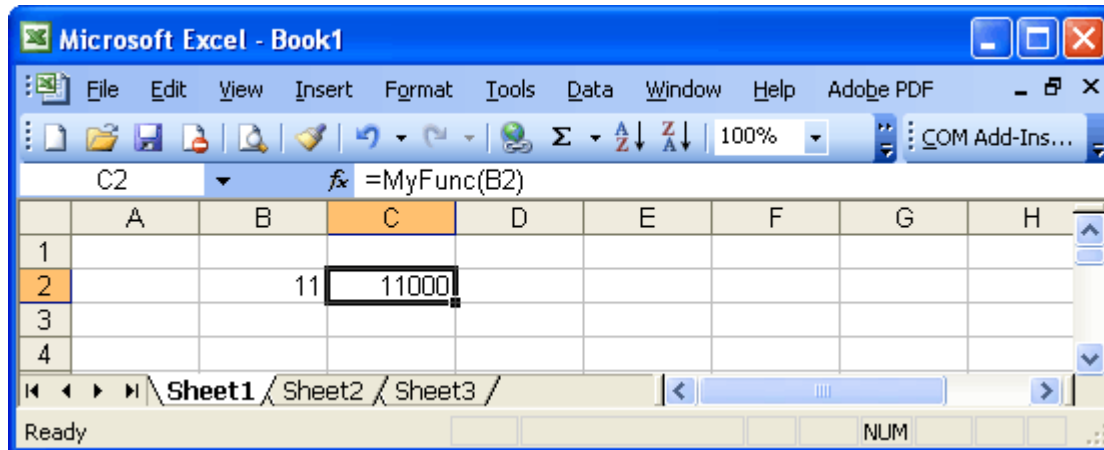 Microsoft Excel - Book1
File Edit View Insert Format Tools Data Window Help Adobe PDF
Σ A Z Z A 100% COM Add-Ins...
C2 fx =MyFunc(B2)
A B C D E F G H
1
2 11 11000
3
4
Sheet1 Sheet2 Sheet3
Ready NUM